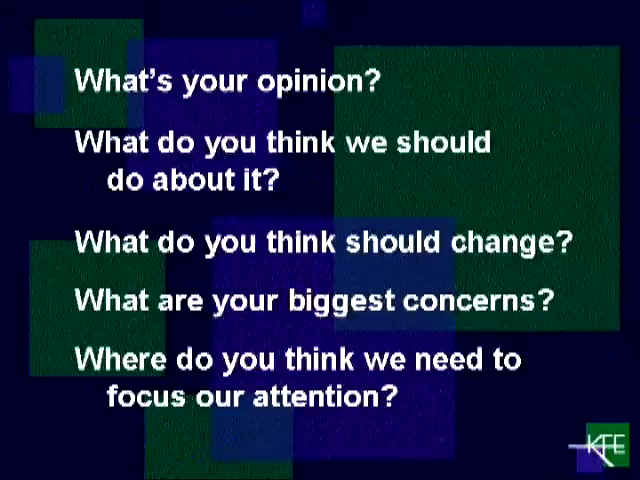 What's your opinion?
What do you think we should
do about it?
What do you think should change?
What are your biggest concerns?
Where do you think we need to
focus our attention?
KTE